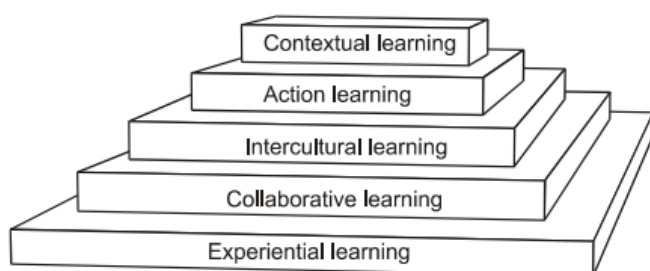 Contextual learning
Action learning
Intercultural learning
Collaborative learning
Experiential learning